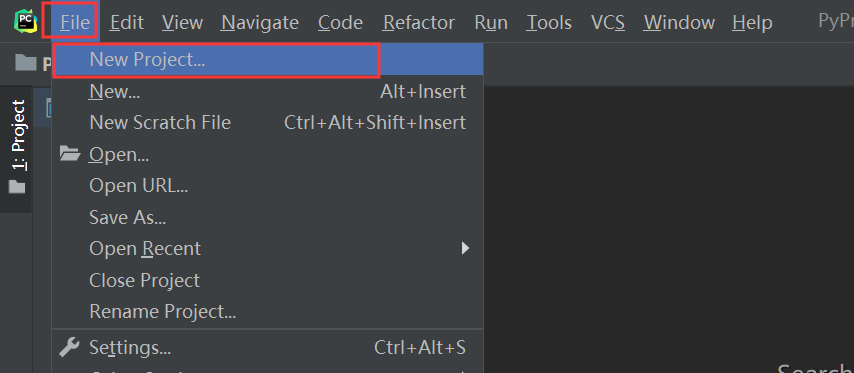 PC File Edit View Navigate Code Refactor Run Tools VCS Window Help PyPr
P
New Project...
New... Alt+Insert
1: Project
New Scratch File Ctrl+Alt+Shift+Insert
Open...
Open URL...
Save As...
Open Recent
Close Project
Rename Project...
Settings... Ctrl+Alt+S
Search